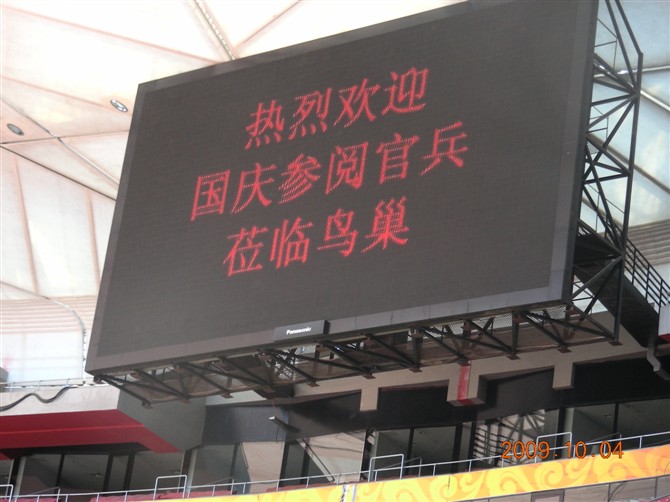 热烈欢迎
国庆参阅官兵
莅临鸟巢
Panasonic
2009.10.04